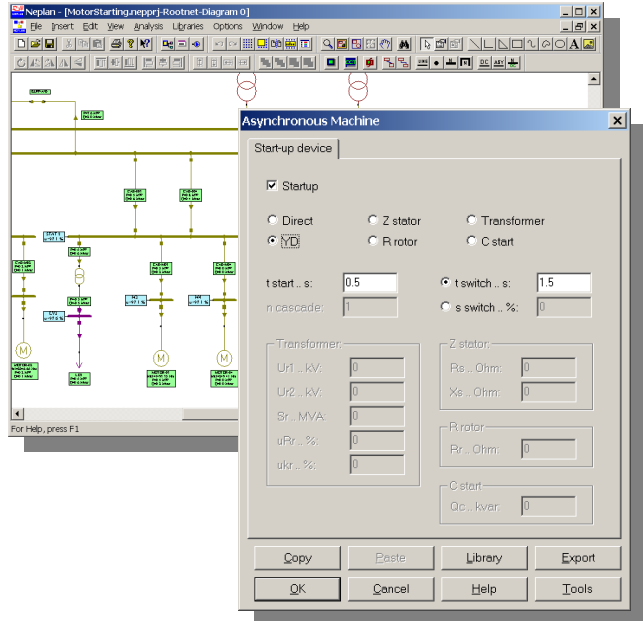 Neplan - [MotorStarting.nepprj-Rootnet-Diagram 0]
File Insert Edit View Analysis Libraries Options Window Help
Asynchronous Machine
Start-up device
Startup
Direct Z stator Transformer
YD R rotor C start
t start .. s: 0.5 t switch .. s: 1.5
n cascade: 1 s switch .. %: 0
Transformer: Z stator:
Ur1 .. kV: 0 Rs .. Ohm: 0
Ur2 .. kV: 0 Xs .. Ohm: 0
Sr .. MVA: 0 R rotor
uRr .. %: 0 Rr .. Ohm: 0
ukr .. %: 0 C start
Qc .. kvar: 0
Copy Paste Library Export
OK Cancel Help Tools
M M M
For Help, press F1